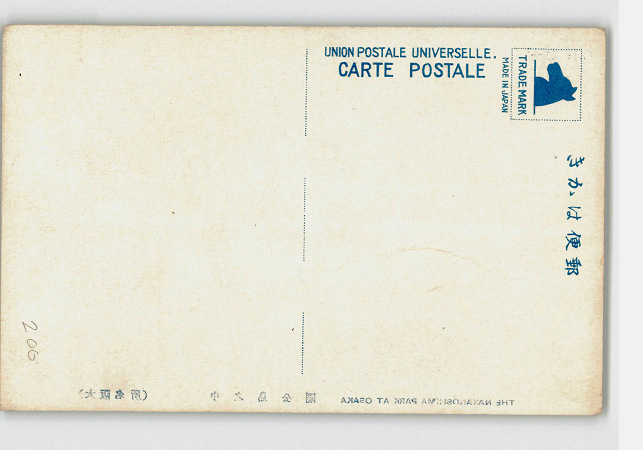 UNION POSTALE UNIVERSELLE.
CARTE POSTALE
TRADE MARK
MADE IN JAPAN
きかは便郵
THE NAKANOSHIMA PARK AT OSAKA
(大阪名所) 中之島公園
206